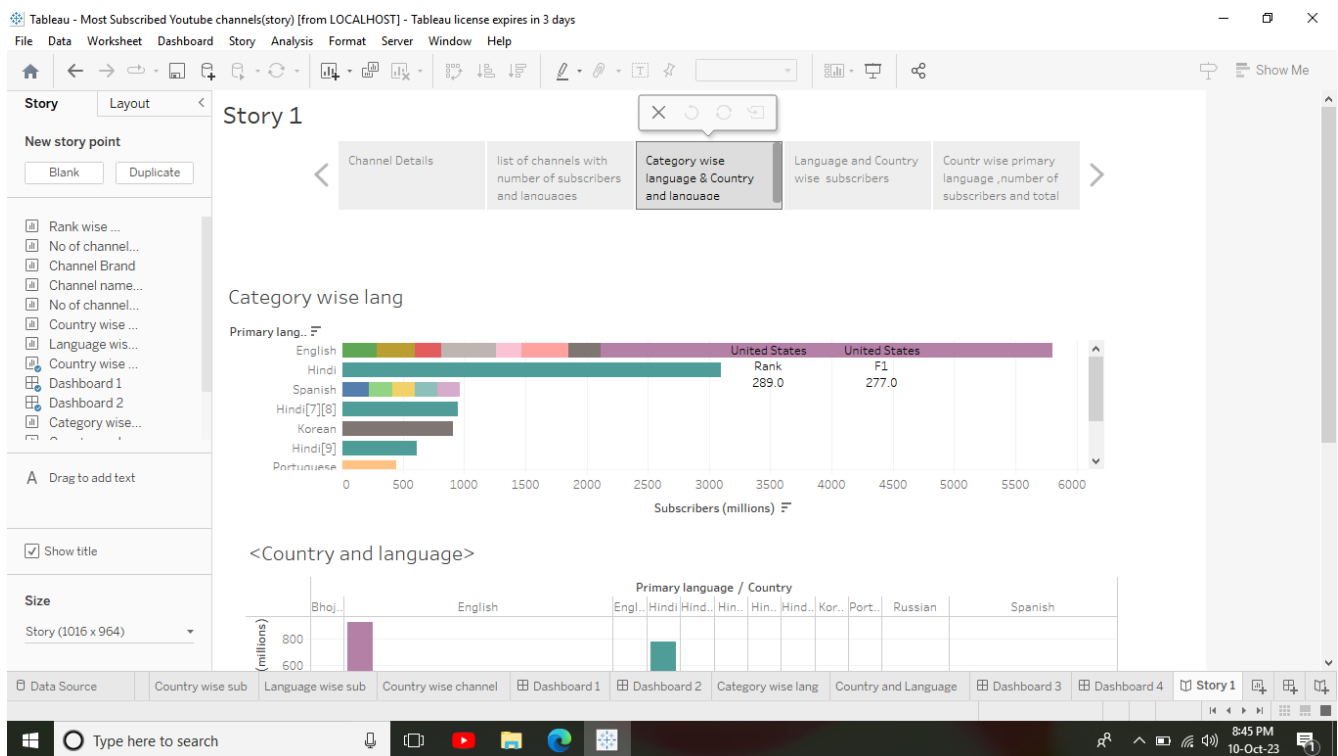 Tableau - Most Subscribed Youtube channels(story) [from LOCALHOST] - Tableau license expires in 3 days
File Data Worksheet Dashboard Story Analysis Format Server Window Help
Show Me
Story Layout
New story point
Blank Duplicate
Rank wise ...
No of channel...
Channel Brand
Channel name...
No of channel...
Country wise ...
Language wis...
Country wise ...
Dashboard 1
Dashboard 2
Category wise...
A Drag to add text
Show title
Size
Story (1016 x 964)
Story 1
Channel Details
list of channels with
number of subscribers
and languages
Category wise
language & Country
and language
Language and Country
wise subscribers
Countr wise primary
language ,number of
subscribers and total
Category wise lang
Primary lang..
English
Hindi
Spanish
Hindi[7][8]
Korean
Hindi[9]
Portuguese
United States United States
Rank F1
289.0 277.0
0 500 1000 1500 2000 2500 3000 3500 4000 4500 5000 5500 6000
Subscribers (millions)
<Country and language>
Primary language / Country
Bhoj.. English Engl.. Hindi Hind.. Hin.. Hin.. Hind.. Kor.. Port.. Russian Spanish
(millions)
800
600
Data Source Country wise sub Language wise sub Country wise channel Dashboard 1 Dashboard 2 Category wise lang Country and Language Dashboard 3 Dashboard 4 Story 1
Type here to search
8:45 PM
10-Oct-23
1